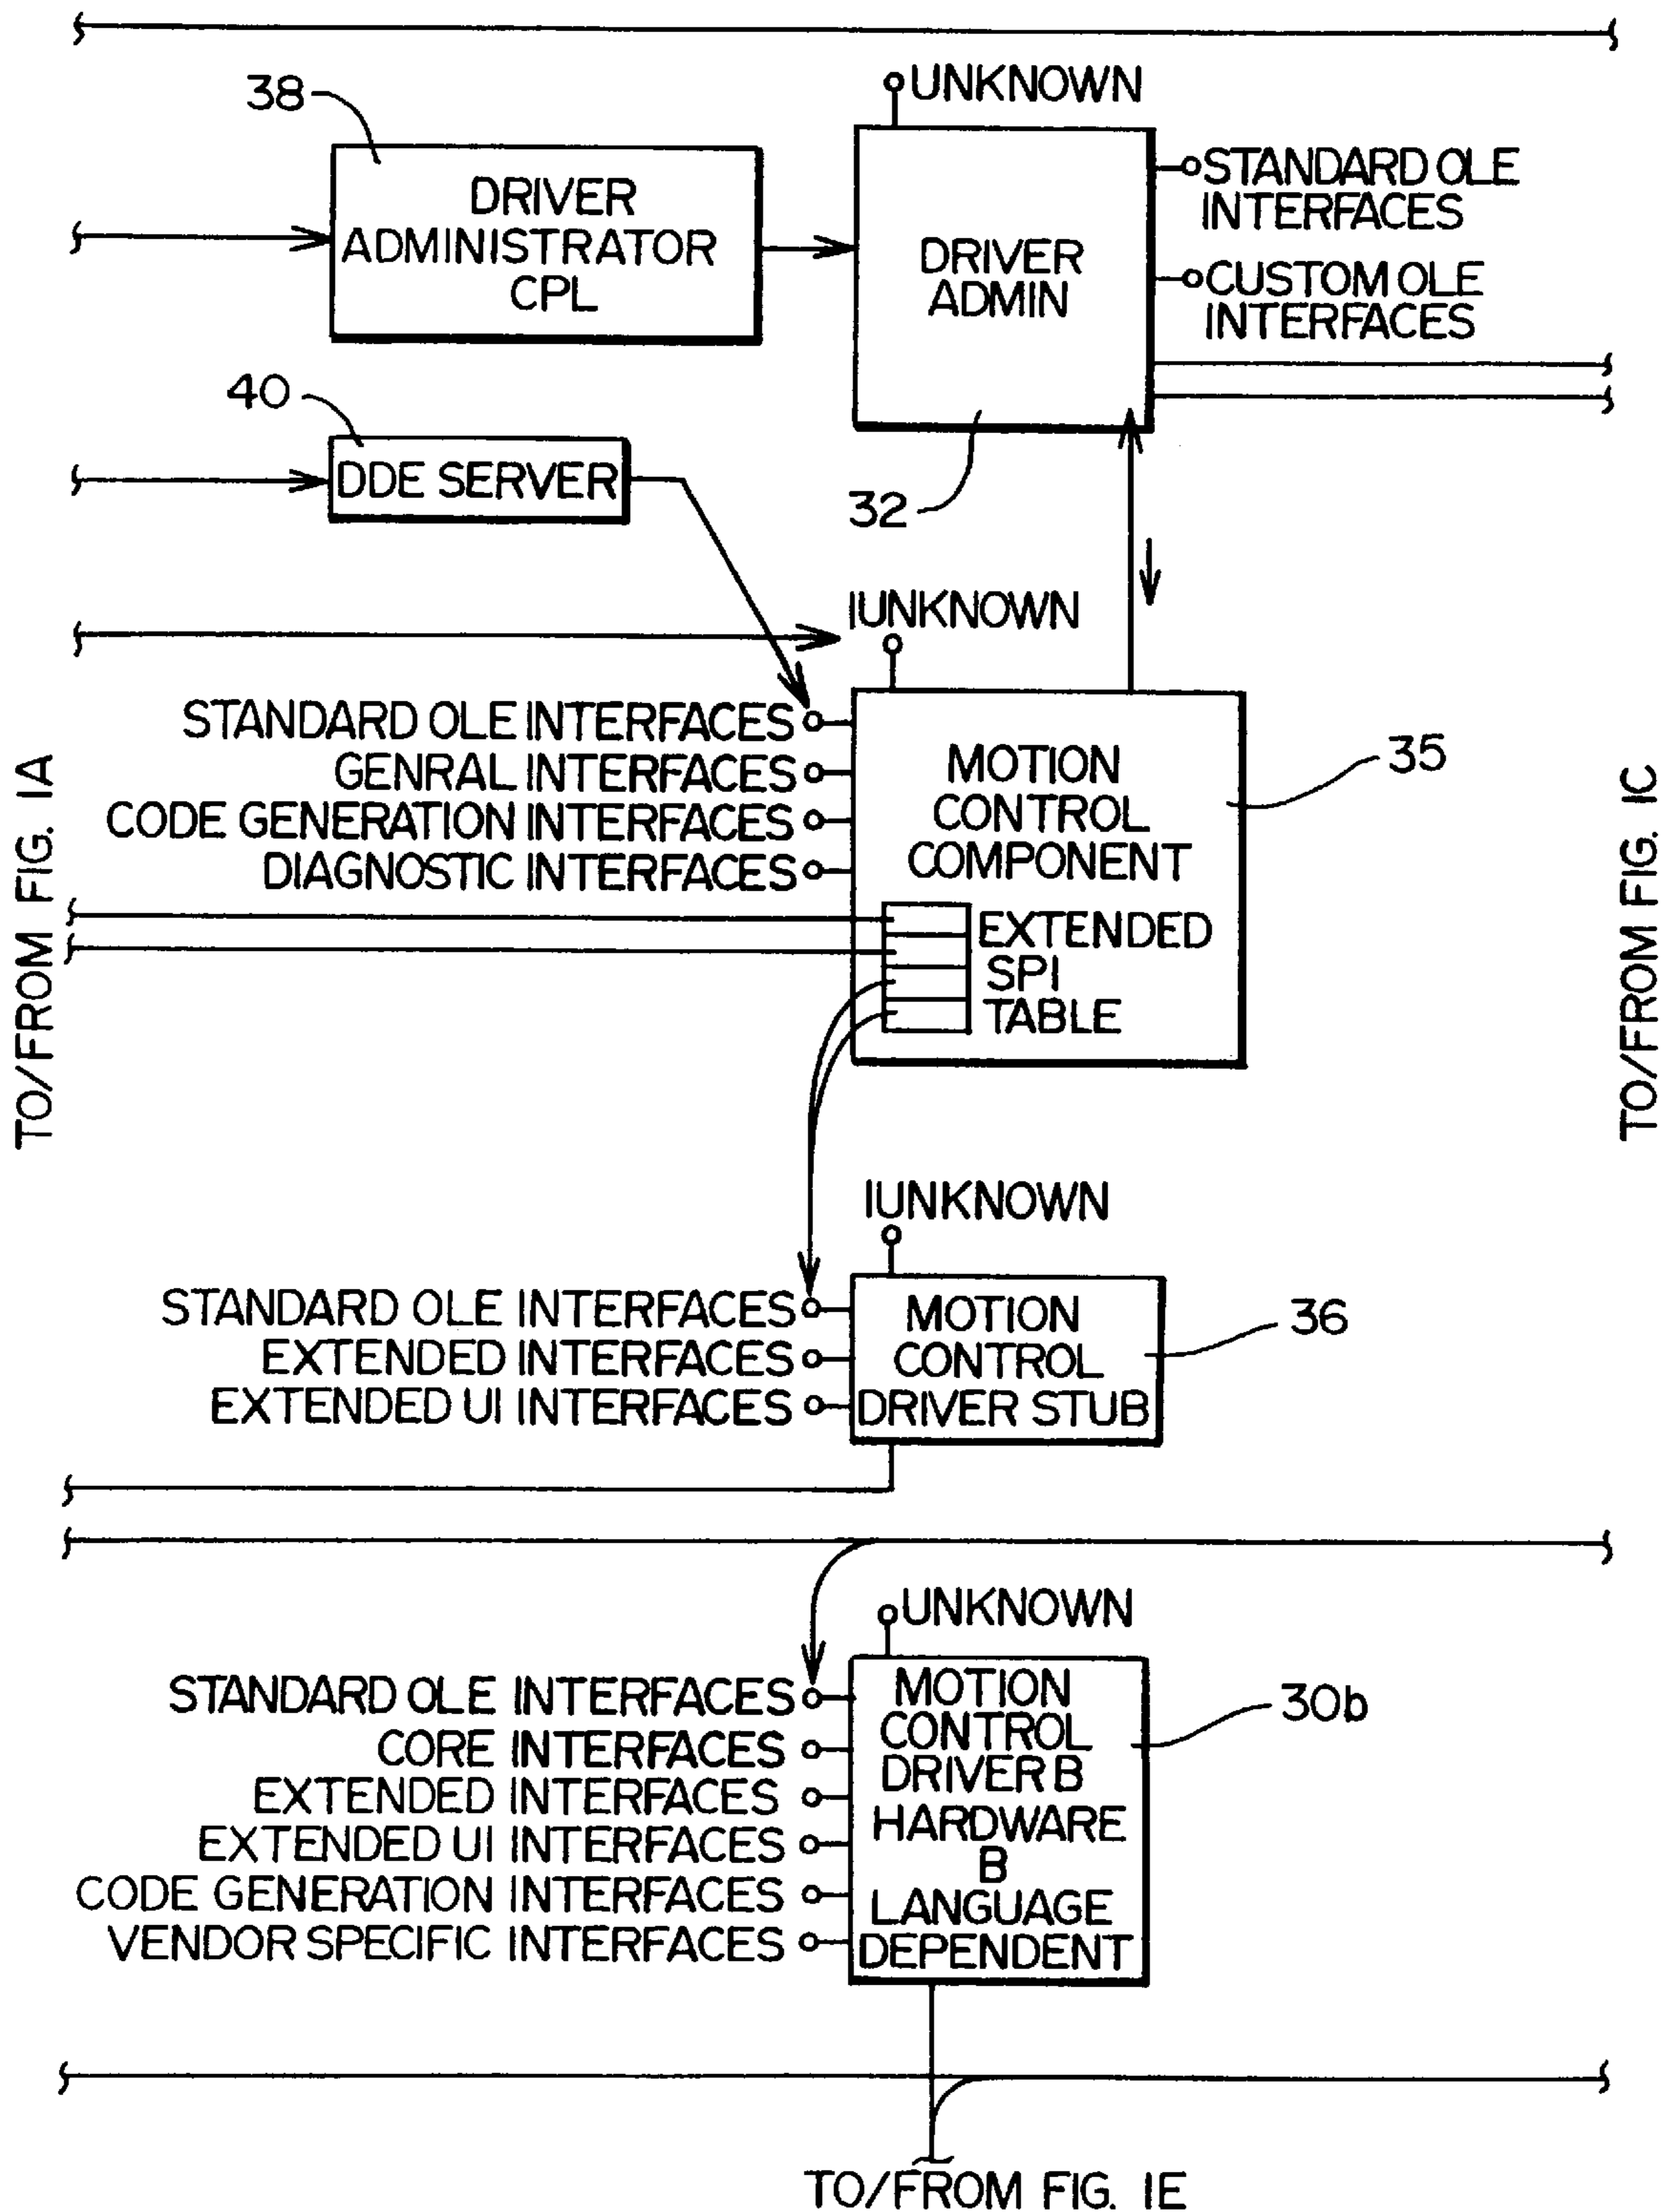 UNKNOWN
38
DRIVER
ADMINISTRATOR
CPL
DRIVER
ADMIN
STANDARD OLE
INTERFACES
CUSTOM OLE
INTERFACES
40
DDE SERVER
32
IUNKNOWN
STANDARD OLE INTERFACES
GENRAL INTERFACES
CODE GENERATION INTERFACES
DIAGNOSTIC INTERFACES
MOTION
CONTROL
COMPONENT
35
EXTENDED
SPI
TABLE
TO/FROM FIG. 1A
TO/FROM FIG. 1C
IUNKNOWN
STANDARD OLE INTERFACES
EXTENDED INTERFACES
EXTENDED UI INTERFACES
MOTION
CONTROL
DRIVER STUB
36
UNKNOWN
STANDARD OLE INTERFACES
CORE INTERFACES
EXTENDED INTERFACES
EXTENDED UI INTERFACES
CODE GENERATION INTERFACES
VENDOR SPECIFIC INTERFACES
MOTION
CONTROL
DRIVER B
HARDWARE
B
LANGUAGE
DEPENDENT
30b
TO/FROM FIG. 1E